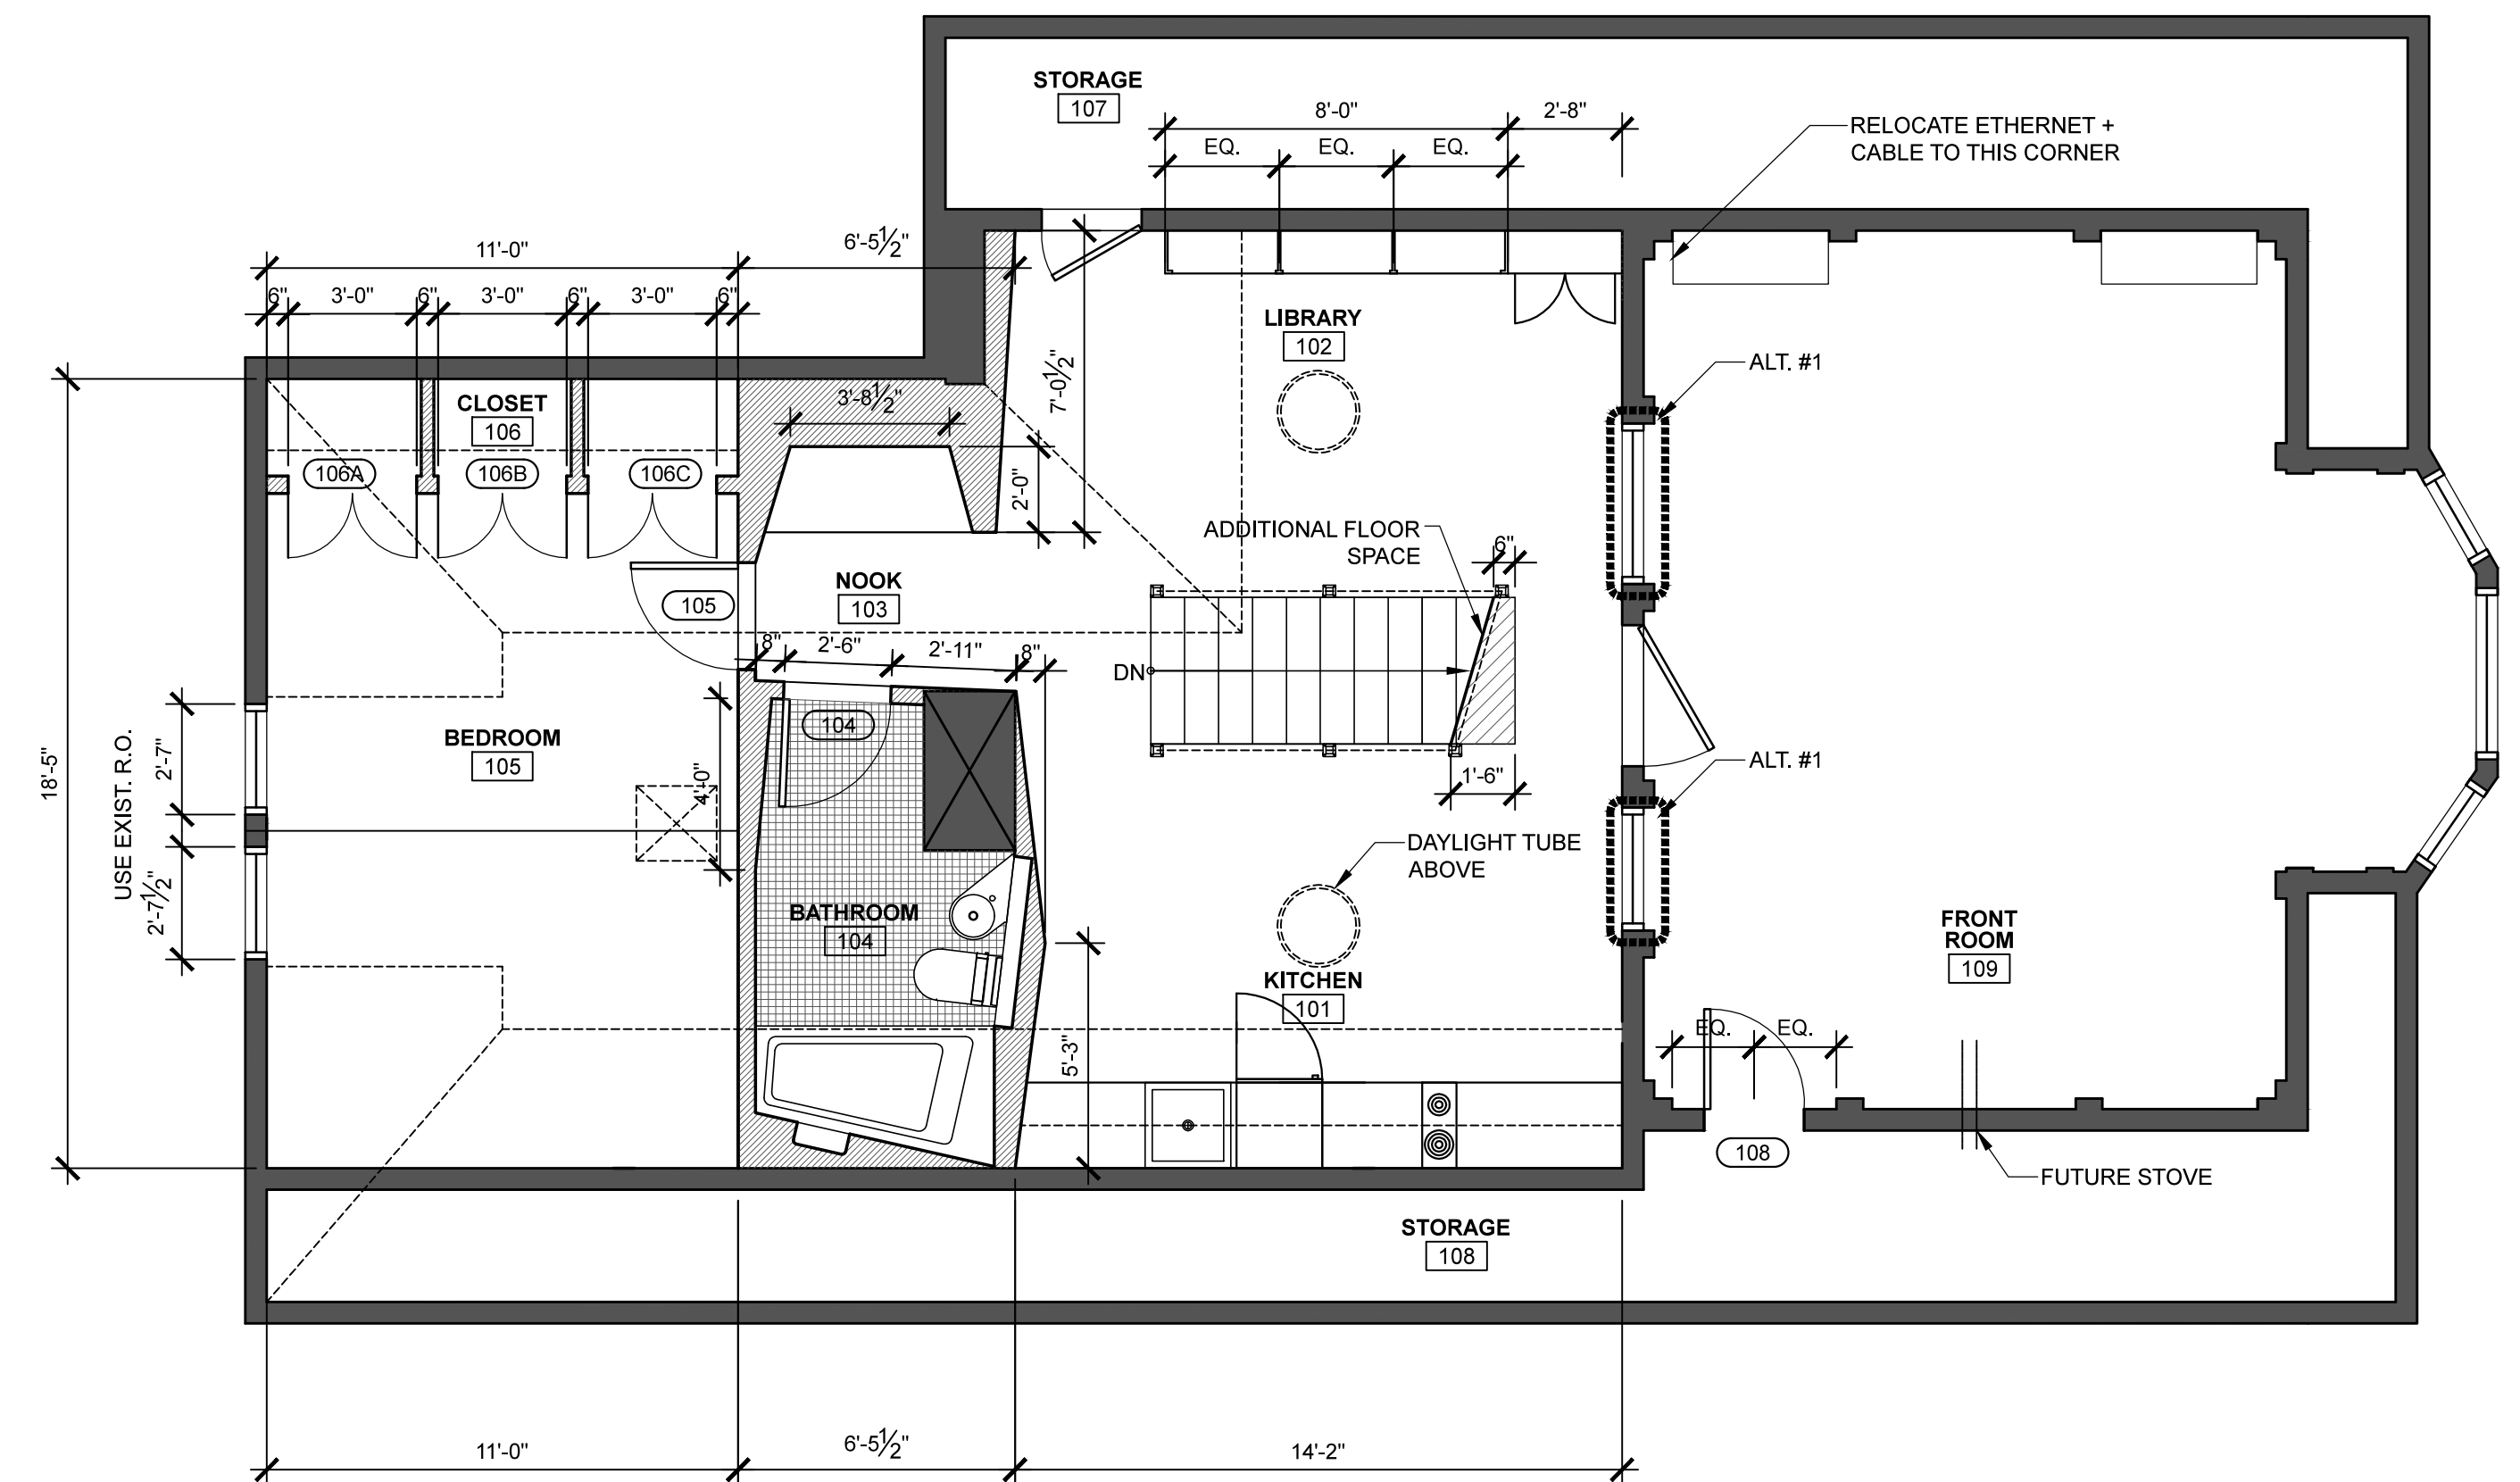 STORAGE
107
8'-0"
2'-8"
EQ.
EQ.
EQ.
RELOCATE ETHERNET +
CABLE TO THIS CORNER
11'-0"
6'-5½"
6"
3'-0"
6"
3'-0"
6"
3'-0"
6"
LIBRARY
102
ALT. #1
7'-0½"
CLOSET
106
3'-8½"
106A
106B
106C
2'-0"
ADDITIONAL FLOOR
SPACE
6"
NOOK
103
105
8"
2'-6"
2'-11"
8"
DN
104
BEDROOM
105
18'-5"
USE EXIST. R.O.
2'-7"
2'-7½"
4'-0"
1'-6"
ALT. #1
DAYLIGHT TUBE
ABOVE
BATHROOM
104
FRONT
ROOM
109
KITCHEN
101
5'-3"
EQ.
EQ.
108
FUTURE STOVE
STORAGE
108
11'-0"
6'-5½"
14'-2"